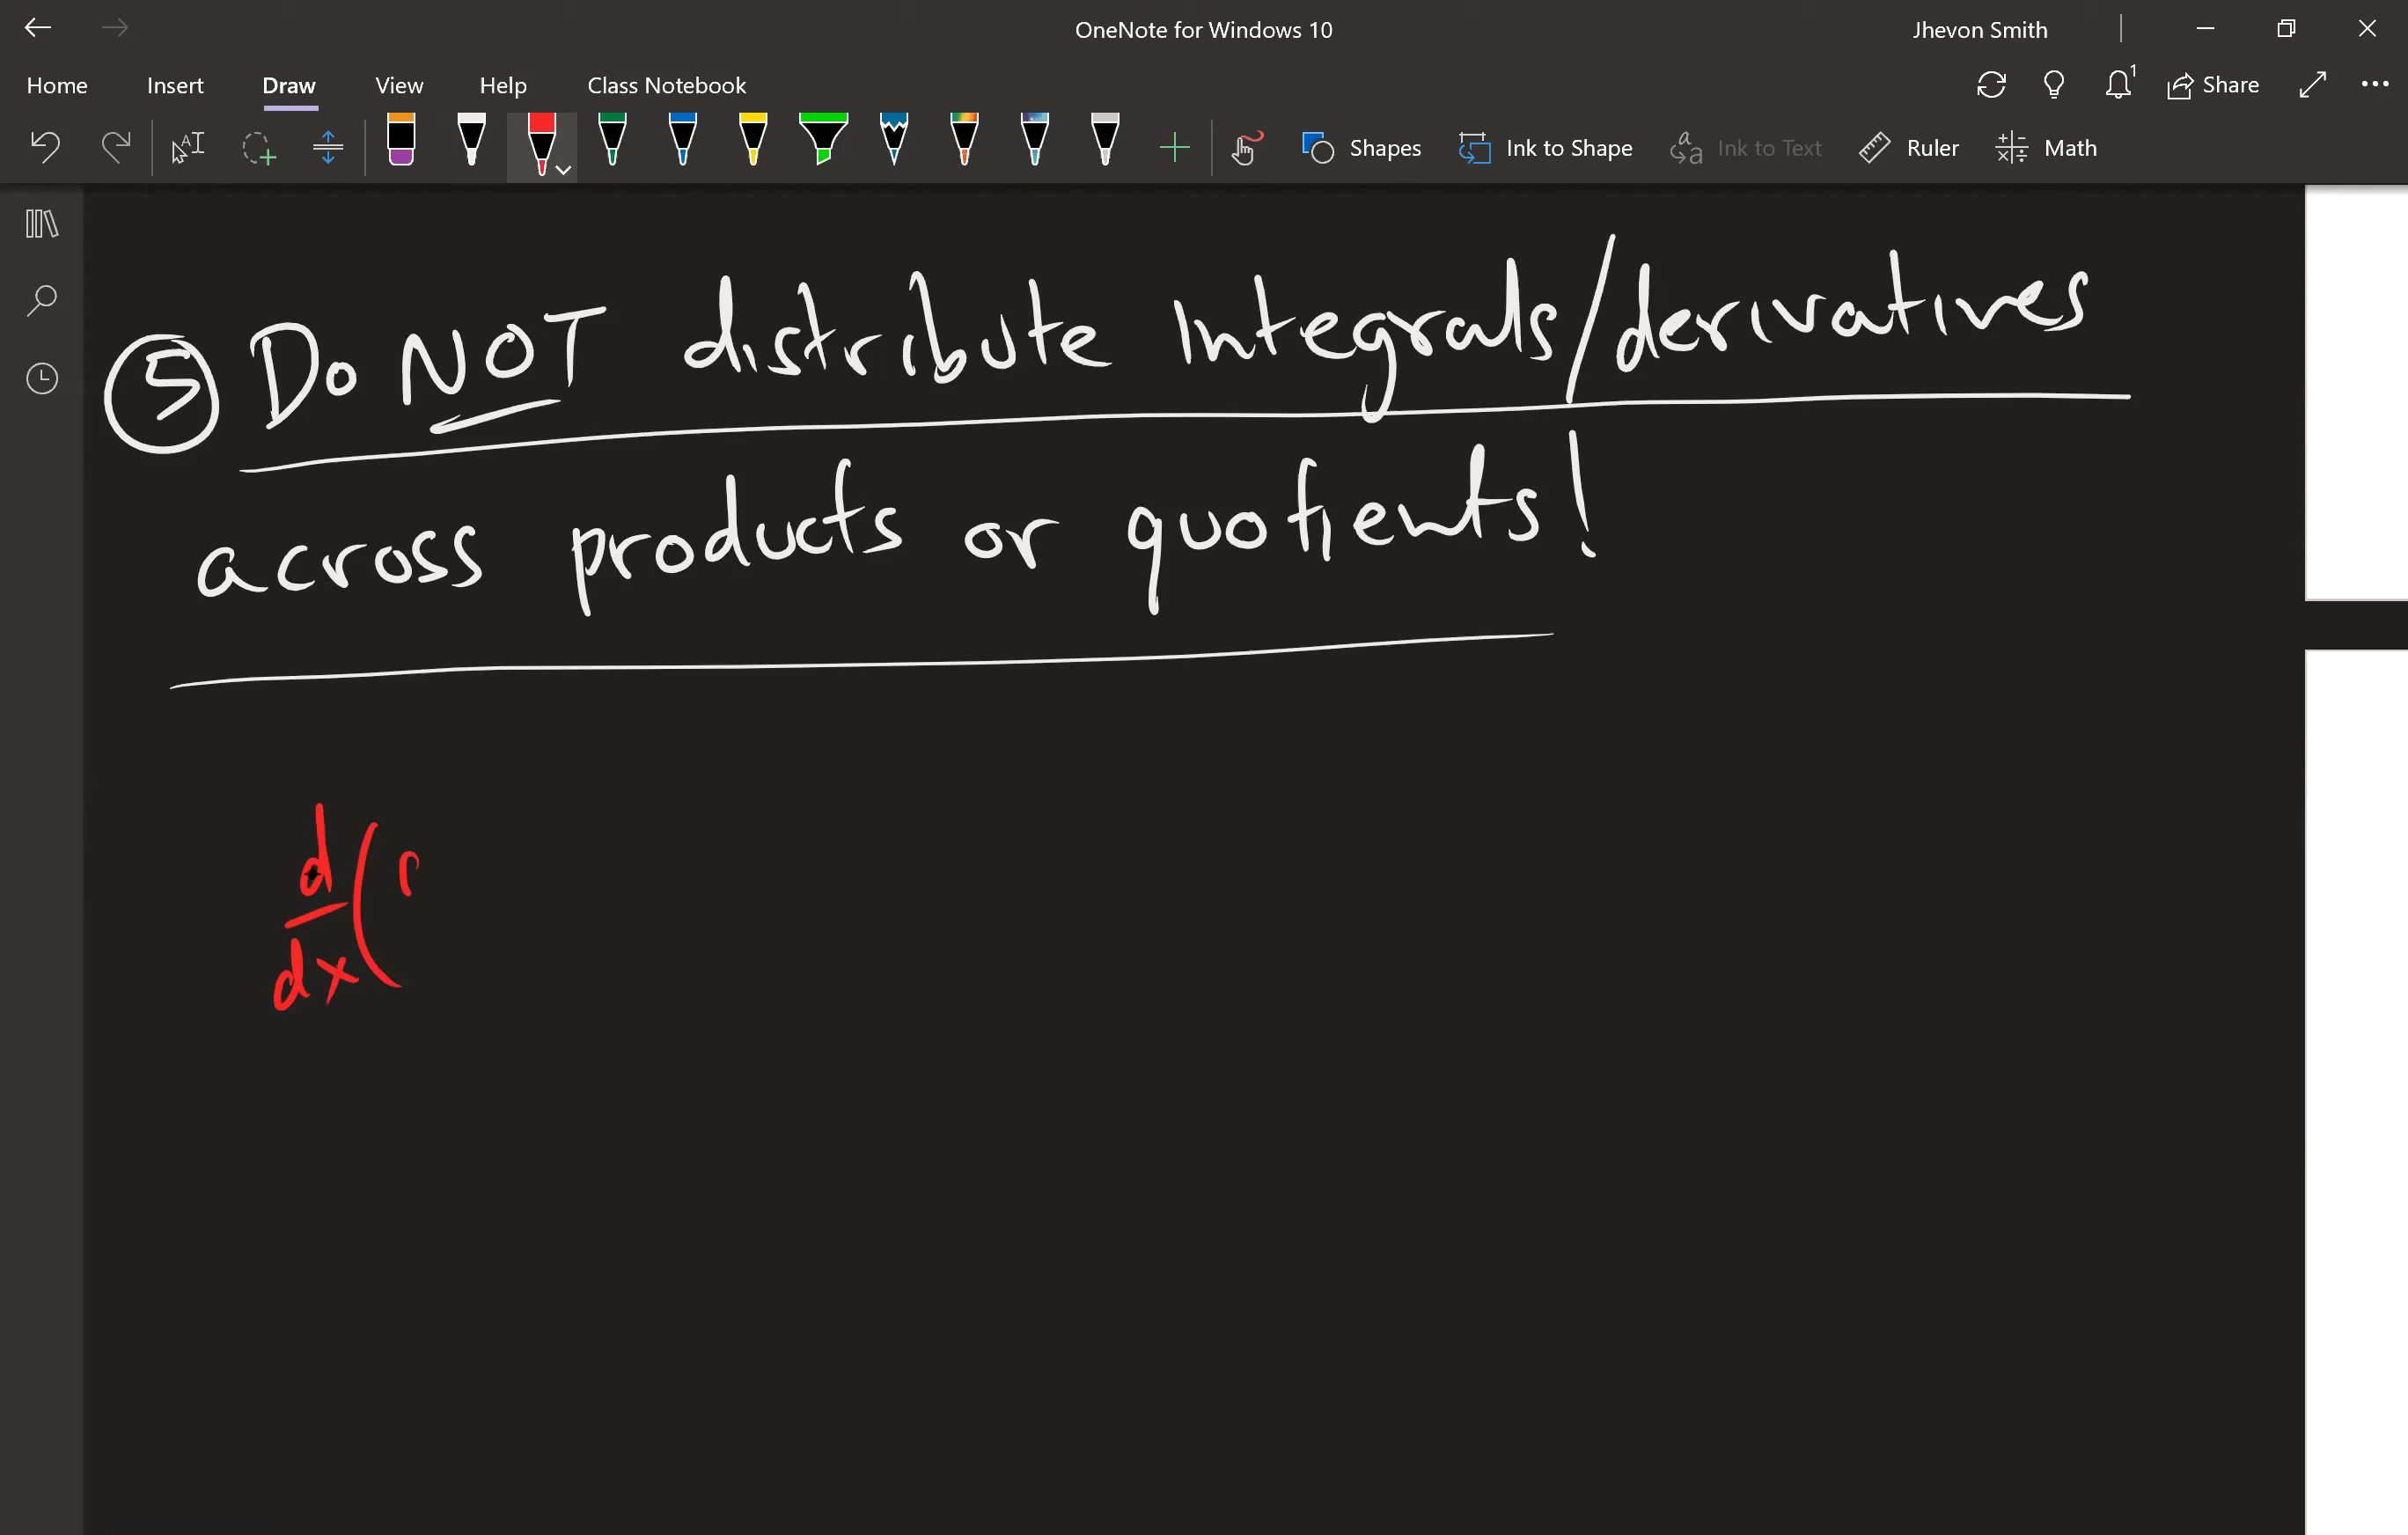 OneNote for Windows 10
Jhevon Smith
Home Insert Draw View Help Class Notebook
1 Share
Shapes Ink to Shape Ink to Text Ruler Math
⑤ Do NOT distribute Integrals/derivatives
across products or quotients!
d
dx (